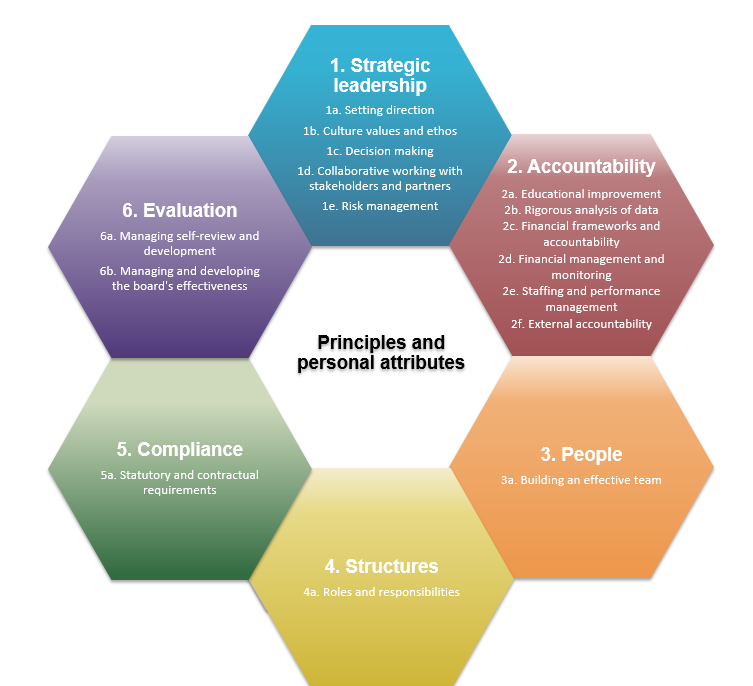 1. Strategic
leadership
1a. Setting direction
1b. Culture values and ethos
1c. Decision making
1d. Collaborative working with
stakeholders and partners
1e. Risk management
2. Accountability
2a. Educational improvement
2b. Rigorous analysis of data
2c. Financial frameworks and
accountability
2d. Financial management and
monitoring
2e. Staffing and performance
management
2f. External accountability
3. People
3a. Building an effective team
4. Structures
4a. Roles and responsibilities
5. Compliance
5a. Statutory and contractual
requirements
6. Evaluation
6a. Managing self-review and
development
6b. Managing and developing
the board's effectiveness
Principles and
personal attributes